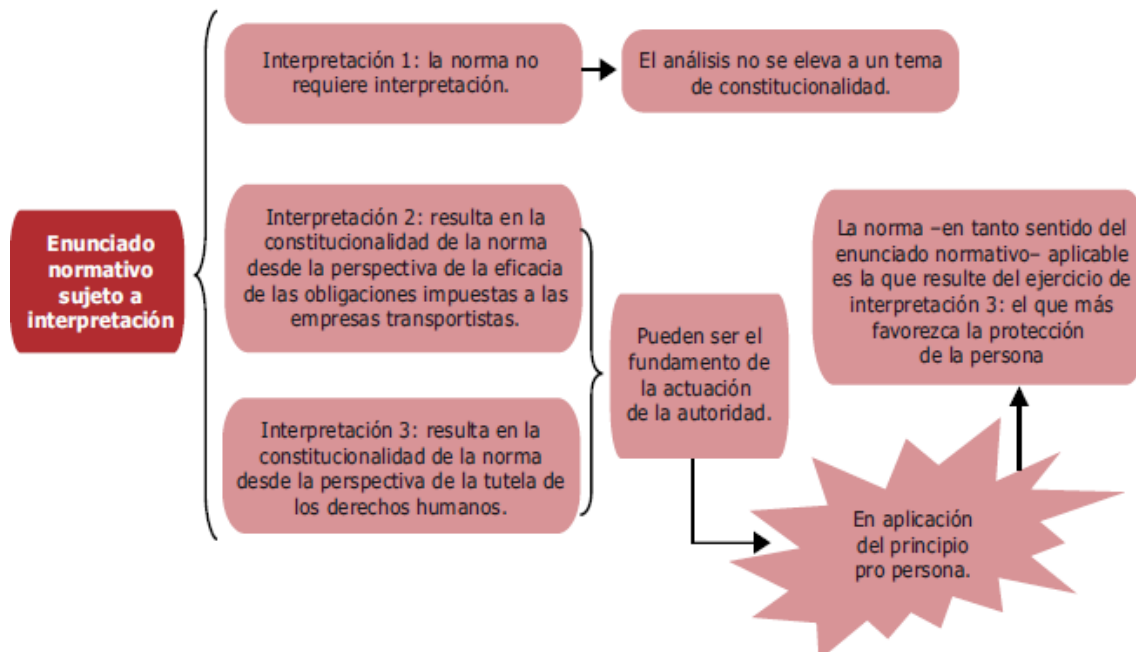 Enunciado
normativo
sujeto a
interpretación
Interpretación 1: la norma no
requiere interpretación.
El análisis no se eleva a un tema
de constitucionalidad.
Interpretación 2: resulta en la
constitucionalidad de la norma
desde la perspectiva de la eficacia
de las obligaciones impuestas a las
empresas transportistas.
Interpretación 3: resulta en la
constitucionalidad de la norma
desde la perspectiva de la tutela de
los derechos humanos.
Pueden ser el
fundamento de
la actuación
de la autoridad.
En aplicación
del principio
pro persona.
La norma –en tanto sentido del
enunciado normativo– aplicable
es la que resulte del ejercicio de
interpretación 3: el que más
favorezca la protección
de la persona